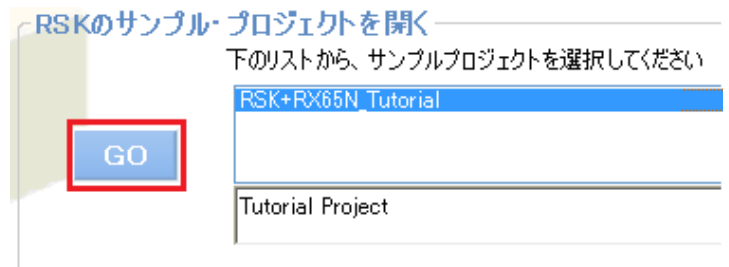 RSKのサンプル・プロジェクトを開く
下のリストから、サンプルプロジェクトを選択してください
RSK+RX65N_Tutorial
GO
Tutorial Project